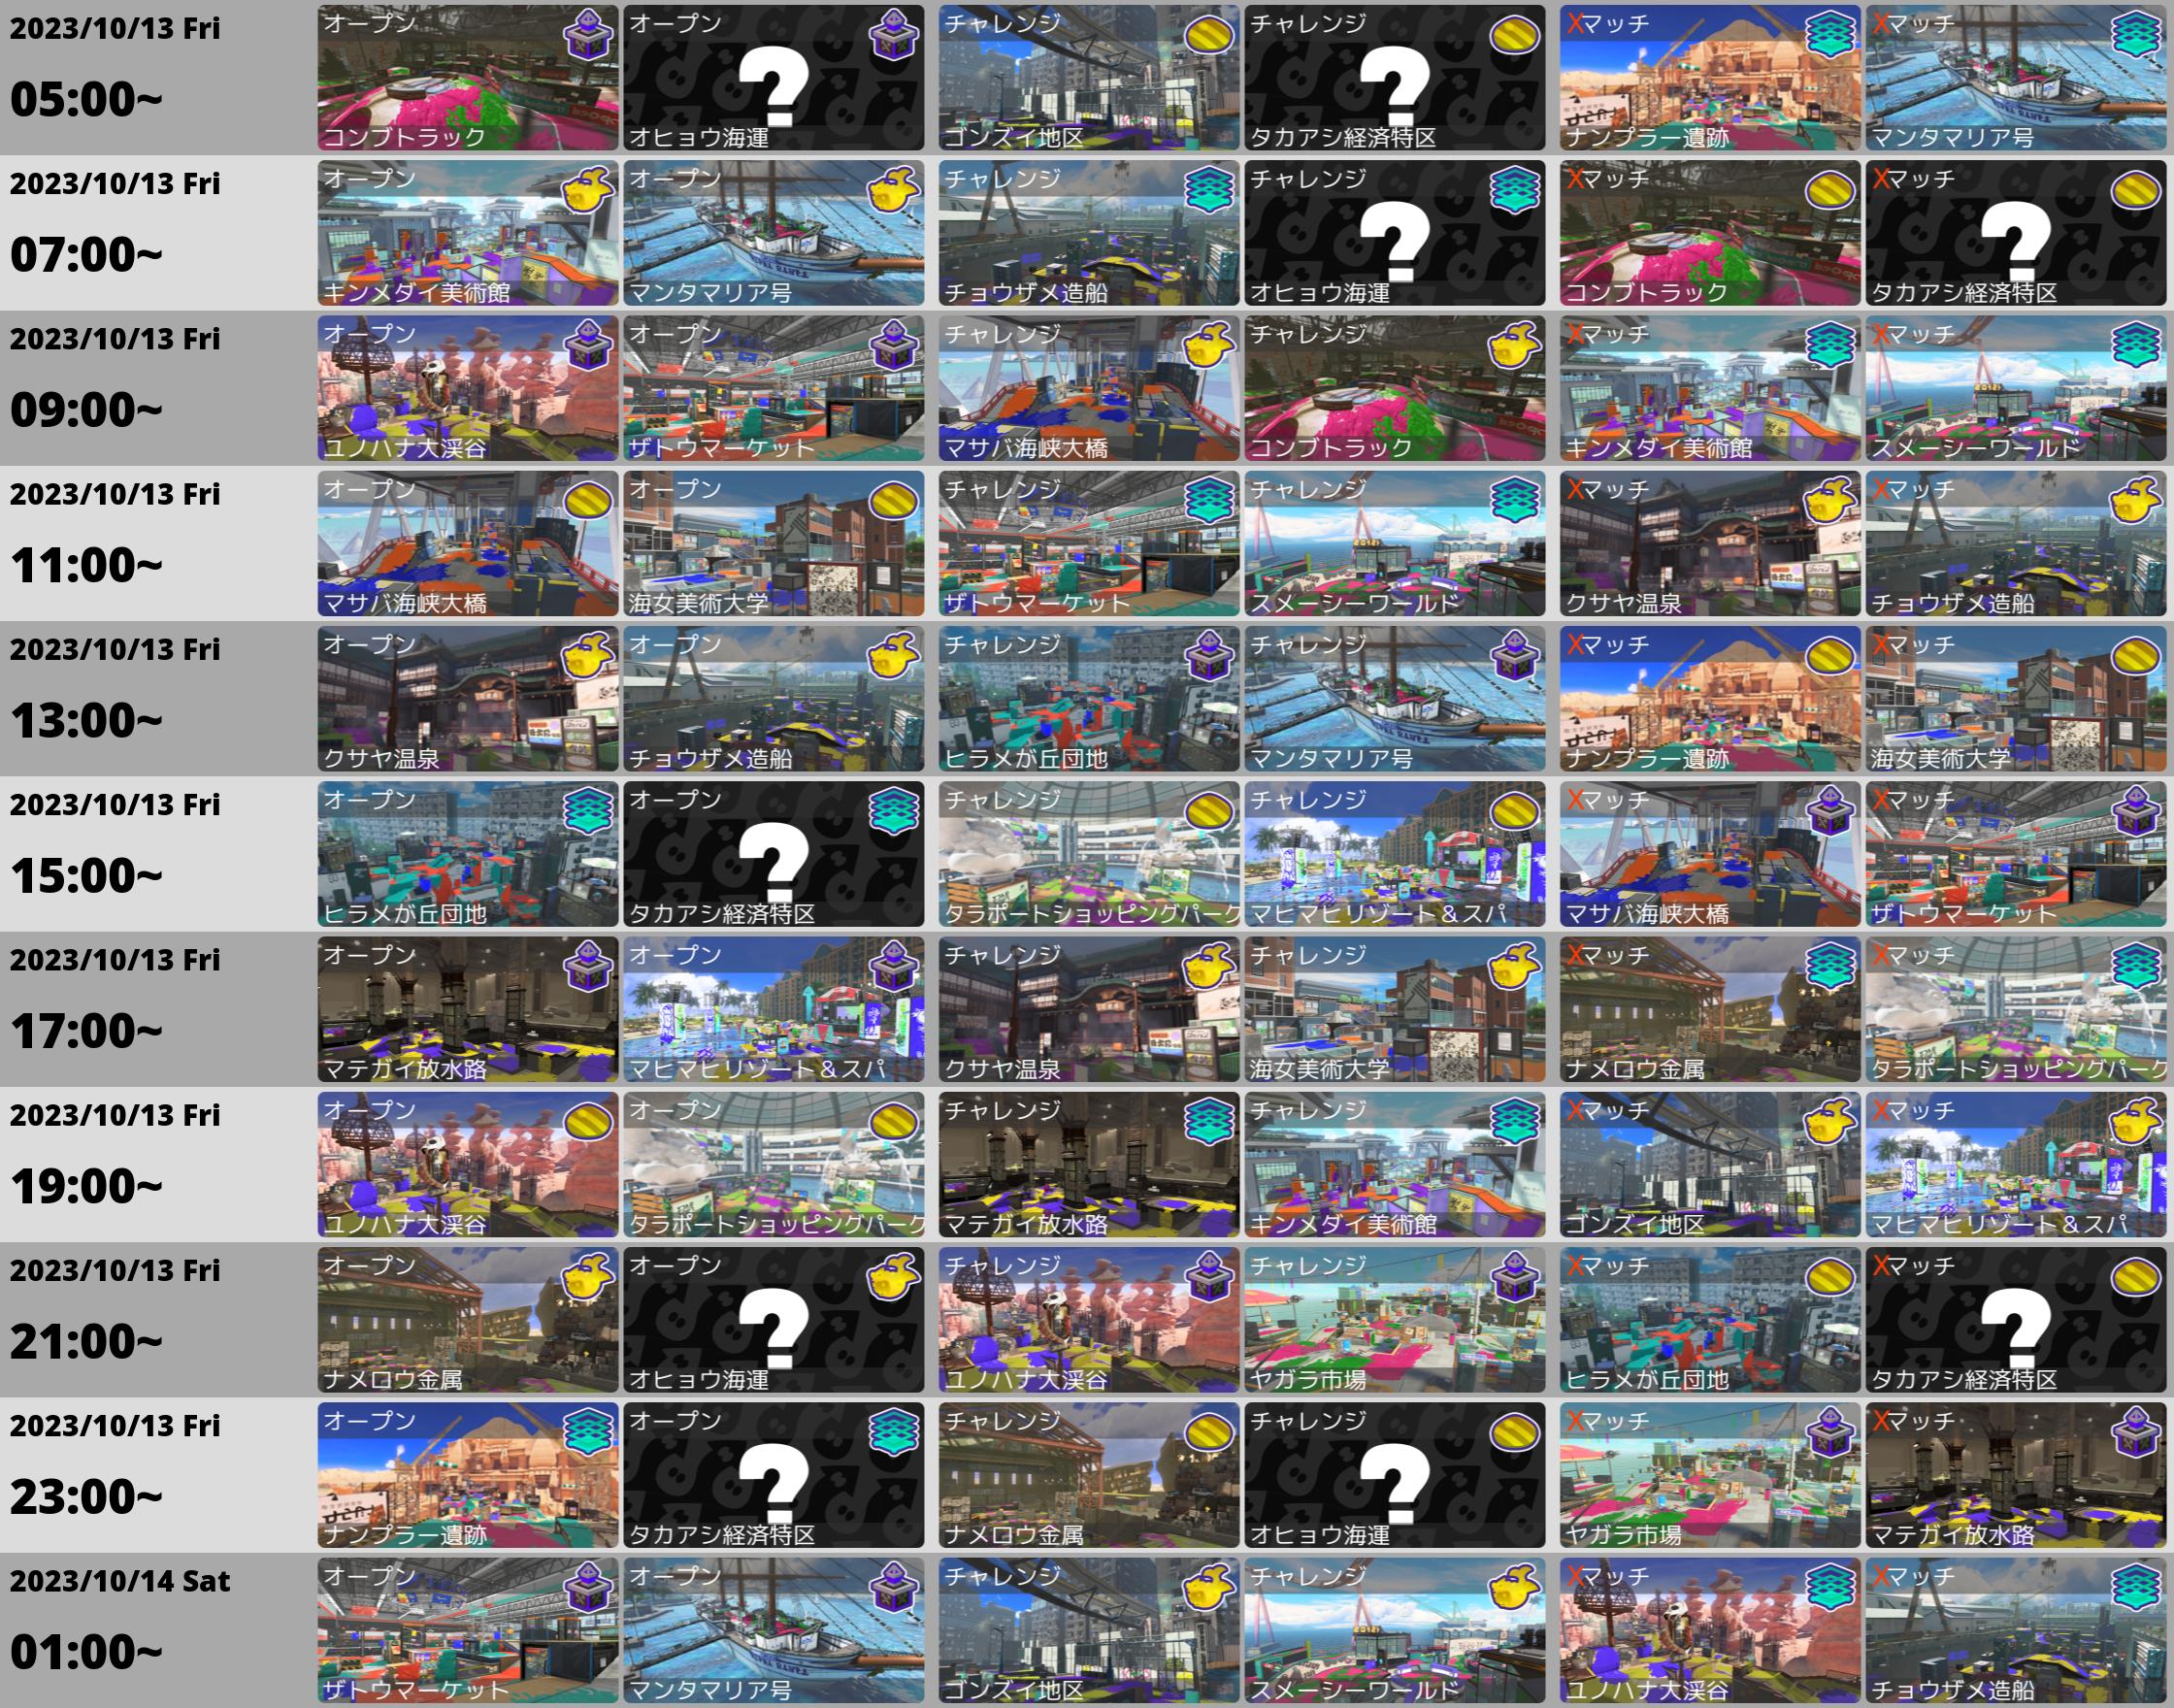 2023/10/13 Fri
05:00~
オープン オープン チャレンジ チャレンジ Xマッチ Xマッチ
コンブトラック オヒョウ海運 ゴンズイ地区 タカアシ経済特区 ナンプラー遺跡 マンタマリア号
2023/10/13 Fri
07:00~
オープン オープン チャレンジ チャレンジ Xマッチ Xマッチ
キンメダイ美術館 マンタマリア号 チョウザメ造船 オヒョウ海運 コンブトラック タカアシ経済特区
2023/10/13 Fri
09:00~
オープン オープン チャレンジ チャレンジ Xマッチ Xマッチ
ユノハナ大渓谷 ザトウマーケット マサバ海峡大橋 コンブトラック キンメダイ美術館 スメーシーワールド
2023/10/13 Fri
11:00~
オープン オープン チャレンジ チャレンジ Xマッチ Xマッチ
マサバ海峡大橋 海女美術大学 ザトウマーケット スメーシーワールド クサヤ温泉 チョウザメ造船
2023/10/13 Fri
13:00~
オープン オープン チャレンジ チャレンジ Xマッチ Xマッチ
クサヤ温泉 チョウザメ造船 ヒラメが丘団地 マンタマリア号 ナンプラー遺跡 海女美術大学
2023/10/13 Fri
15:00~
オープン オープン チャレンジ チャレンジ Xマッチ Xマッチ
ヒラメが丘団地 タカアシ経済特区 タラポートショッピングパーク マヒマヒリゾート＆スパ マサバ海峡大橋 ザトウマーケット
2023/10/13 Fri
17:00~
オープン オープン チャレンジ チャレンジ Xマッチ Xマッチ
マテガイ放水路 マヒマヒリゾート＆スパ クサヤ温泉 海女美術大学 ナメロウ金属 タラポートショッピングパーク
2023/10/13 Fri
19:00~
オープン オープン チャレンジ チャレンジ Xマッチ Xマッチ
ユノハナ大渓谷 タラポートショッピングパーク マテガイ放水路 キンメダイ美術館 ゴンズイ地区 マヒマヒリゾート＆スパ
2023/10/13 Fri
21:00~
オープン オープン チャレンジ チャレンジ Xマッチ Xマッチ
ナメロウ金属 オヒョウ海運 ユノハナ大渓谷 ヤガラ市場 ヒラメが丘団地 タカアシ経済特区
2023/10/13 Fri
23:00~
オープン オープン チャレンジ チャレンジ Xマッチ Xマッチ
ナンプラー遺跡 タカアシ経済特区 ナメロウ金属 オヒョウ海運 ヤガラ市場 マテガイ放水路
2023/10/14 Sat
01:00~
オープン オープン チャレンジ チャレンジ Xマッチ Xマッチ
ザトウマーケット マンタマリア号 ゴンズイ地区 スメーシーワールド ユノハナ大渓谷 チョウザメ造船